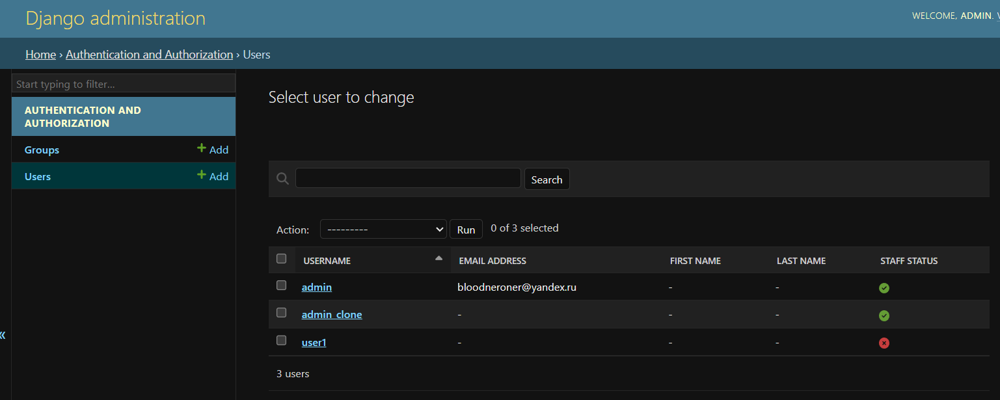 Django administration
WELCOME, ADMIN.
Home › Authentication and Authorization › Users
Start typing to filter...
AUTHENTICATION AND
AUTHORIZATION
Groups + Add
Users + Add
«
Select user to change
Search
Action: --------- Run 0 of 3 selected
USERNAME EMAIL ADDRESS FIRST NAME LAST NAME STAFF STATUS
admin bloodneroner@yandex.ru - -
admin_clone - - -
user1 - - -
3 users